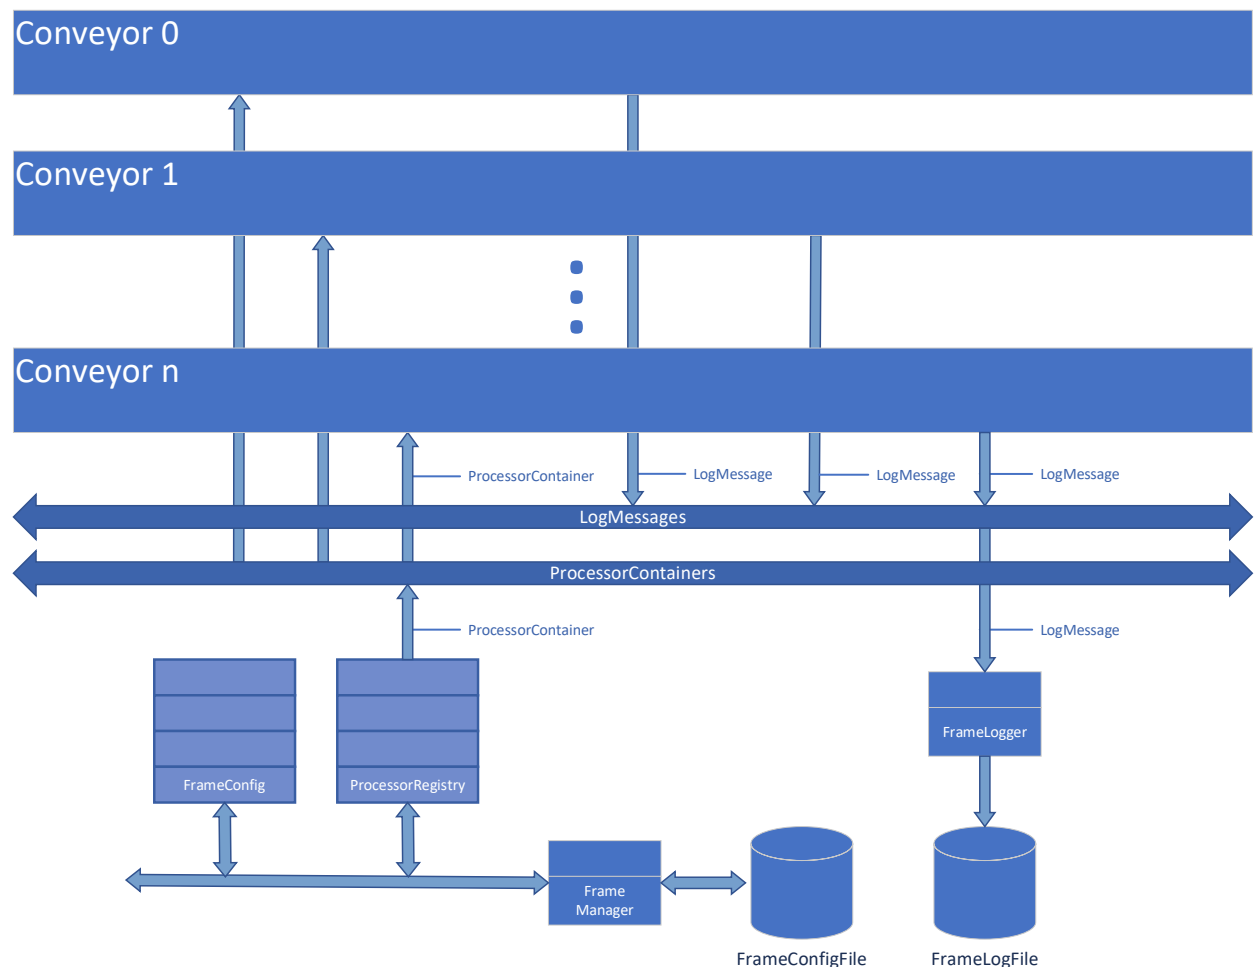 Conveyor 0
Conveyor 1
Conveyor n
ProcessorContainer
LogMessage
LogMessage
LogMessage
LogMessages
ProcessorContainers
ProcessorContainer
LogMessage
FrameLogger
FrameConfig
ProcessorRegistry
Frame
Manager
FrameConfigFile
FrameLogFile